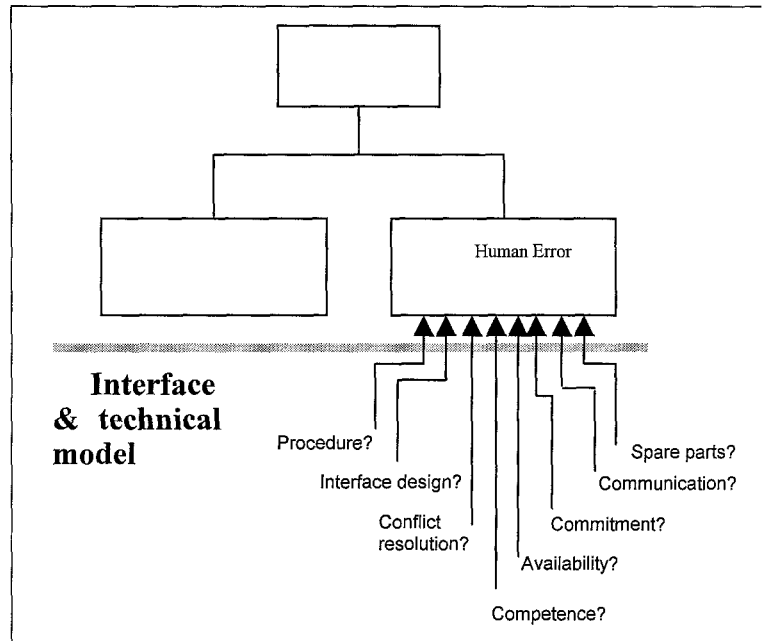 Human Error
Interface
& technical
model
Procedure?
Interface design?
Conflict
resolution?
Spare parts?
Communication?
Commitment?
Availability?
Competence?